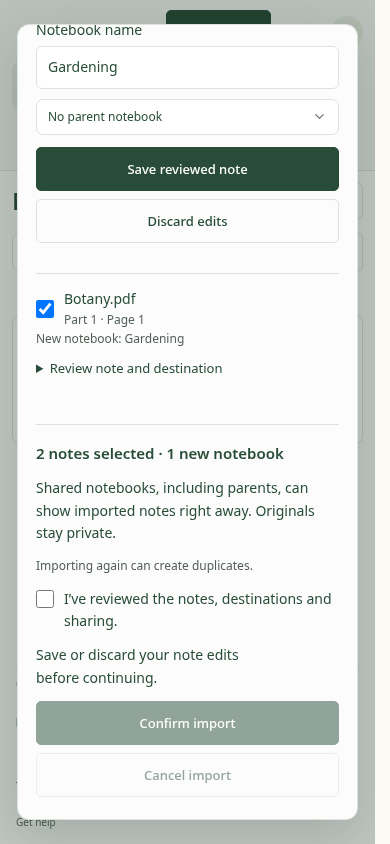 Notebook name
Gardening
No parent notebook
Save reviewed note
Discard edits
Botany.pdf
Part 1 · Page 1
New notebook: Gardening
Review note and destination
2 notes selected · 1 new notebook
Shared notebooks, including parents, can
show imported notes right away. Originals
stay private.
Importing again can create duplicates.
I’ve reviewed the notes, destinations and
sharing.
Save or discard your note edits
before continuing.
Confirm import
Cancel import
Get help